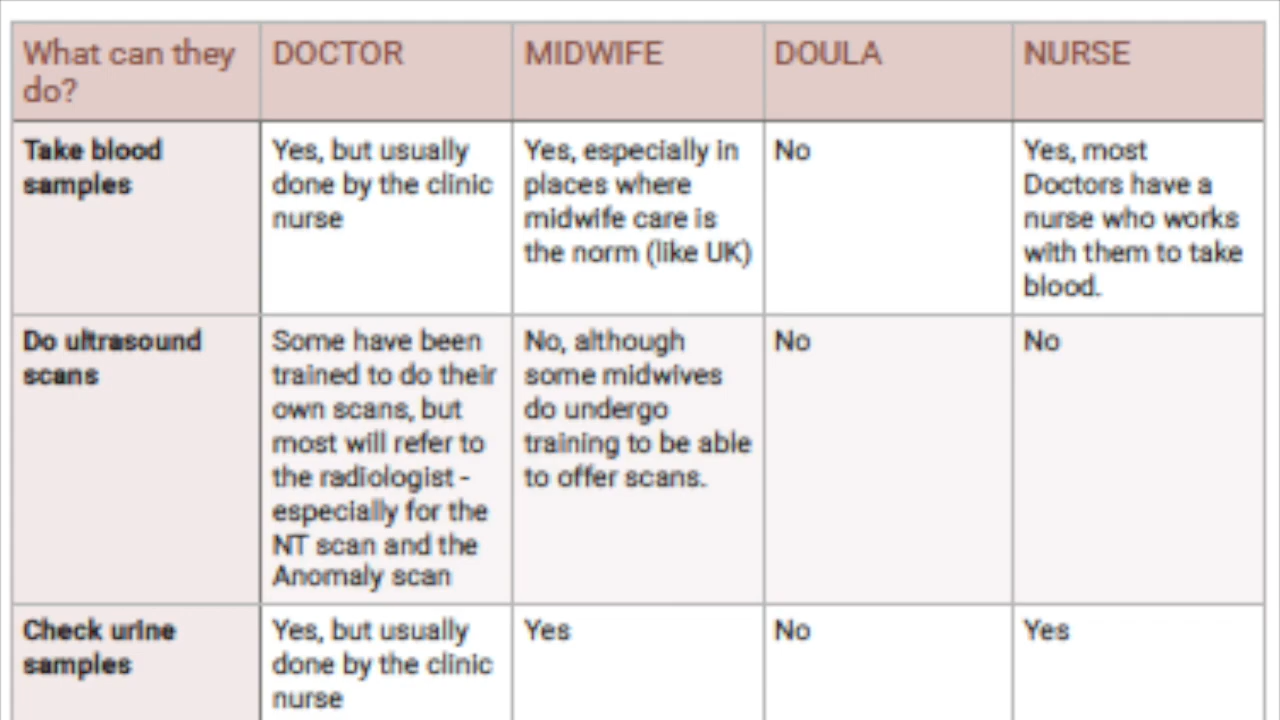 What can they
do?
DOCTOR
MIDWIFE
DOULA
NURSE
Take blood
samples
Yes, but usually
done by the clinic
nurse
Yes, especially in
places where
midwife care is
the norm (like UK)
No
Yes, most
Doctors have a
nurse who works
with them to take
blood.
Do ultrasound
scans
Some have been
trained to do their
own scans, but
most will refer to
the radiologist -
especially for the
NT scan and the
Anomaly scan
No, although
some midwives
do undergo
training to be able
to offer scans.
No
No
Check urine
samples
Yes, but usually
done by the clinic
nurse
Yes
No
Yes